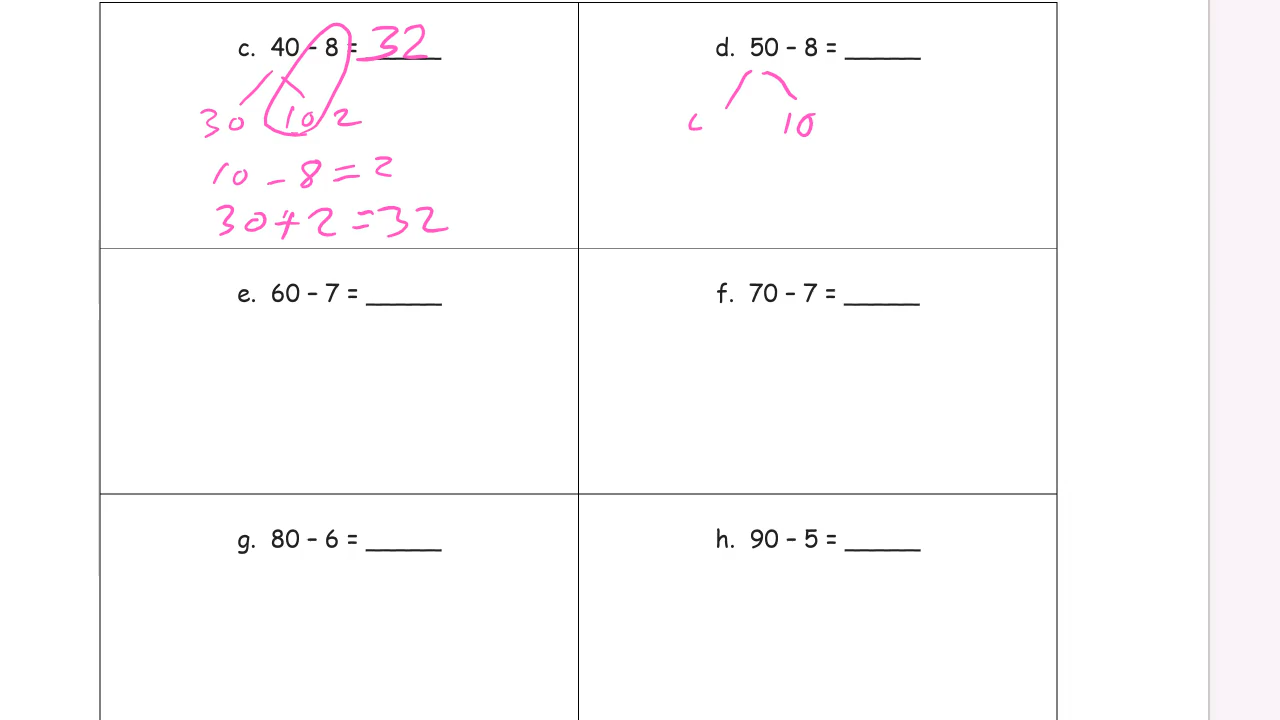 c. 40 - 8 = 32
30 10 2
10 - 8 = 2
30 + 2 = 32
d. 50 - 8 = ______
10
e. 60 - 7 = ______
f. 70 - 7 = ______
g. 80 - 6 = ______
h. 90 - 5 = ______